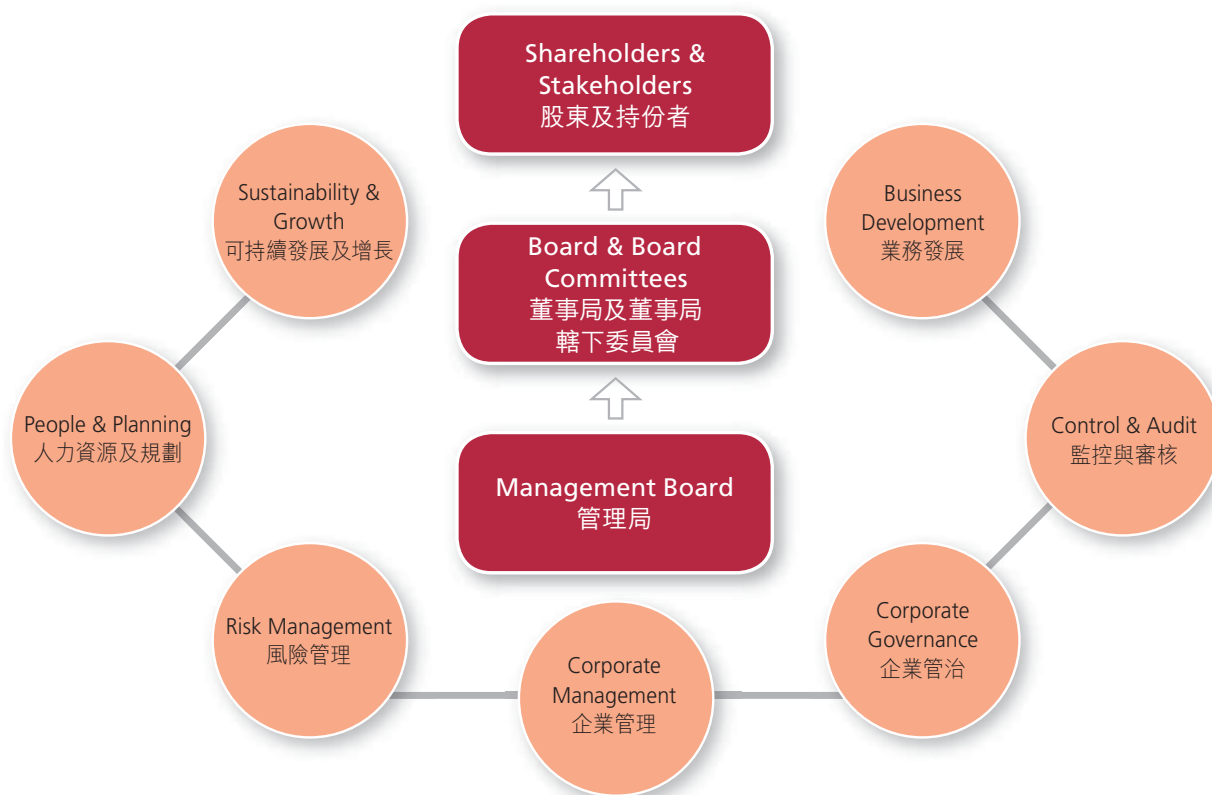 Shareholders &
Stakeholders
股東及持份者
Sustainability &
Growth
可持續發展及增長
Business
Development
業務發展
Board & Board
Committees
董事局及董事局
轄下委員會
People & Planning
人力資源及規劃
Control & Audit
監控與審核
Management Board
管理局
Risk Management
風險管理
Corporate
Management
企業管理
Corporate
Governance
企業管治